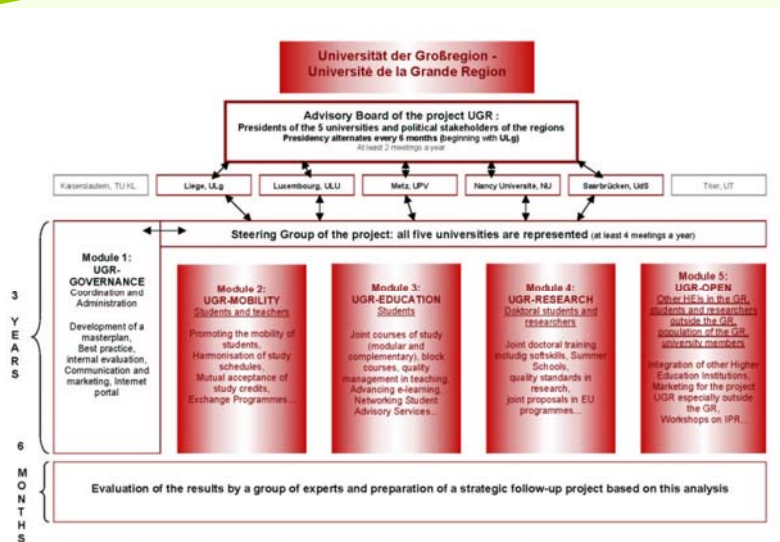 Universität der Großregion -
Université de la Grande Region
Advisory Board of the project UGR :
Presidents of the 5 universities and political stakeholders of the regions
Presidency alternates every 6 months (beginning with ULg)
At least 2 meetings a year
Kaiserslautern, TU KL
Liege, ULg
Luxembourg, ULU
Metz, UPV
Nancy Université, NU
Saarbrücken, UdS
Trier, UT
Steering Group of the project: all five universities are represented (at least 4 meetings a year)
3 YEARS
Module 1:
UGR-
GOVERNANCE
Coordination and
Administration
Development of a
masterplan,
Best practice,
internal evaluation,
Communication and
marketing, Internet
portal
Module 2:
UGR-MOBILITY
Students and teachers
Promoting the mobility of
students,
Harmonisation of study
schedules,
Mutual acceptance of
study credits,
Exchange Programmes...
Module 3:
UGR-EDUCATION
Students
Joint courses of study
(modular and
complementary), block
courses, quality
management in teaching,
Advancing e-learning,
Networking Student
Advisory Services...
Module 4:
UGR-RESEARCH
Doktoral students and
researchers
Joint doctoral training
includig softskills, Summer
Schools,
quality standards in
research,
joint proposals in EU
programmes...
Module 5:
UGR-OPEN
Other HEIs in the GR,
students and researchers
outside the GR,
population of the GR,
university members
Integration of other Higher
Education Institutions,
Marketing for the project
UGR especially outside
the GR,
Workshops on IPR...
6 MONTHS
Evaluation of the results by a group of experts and preparation of a strategic follow-up project based on this analysis